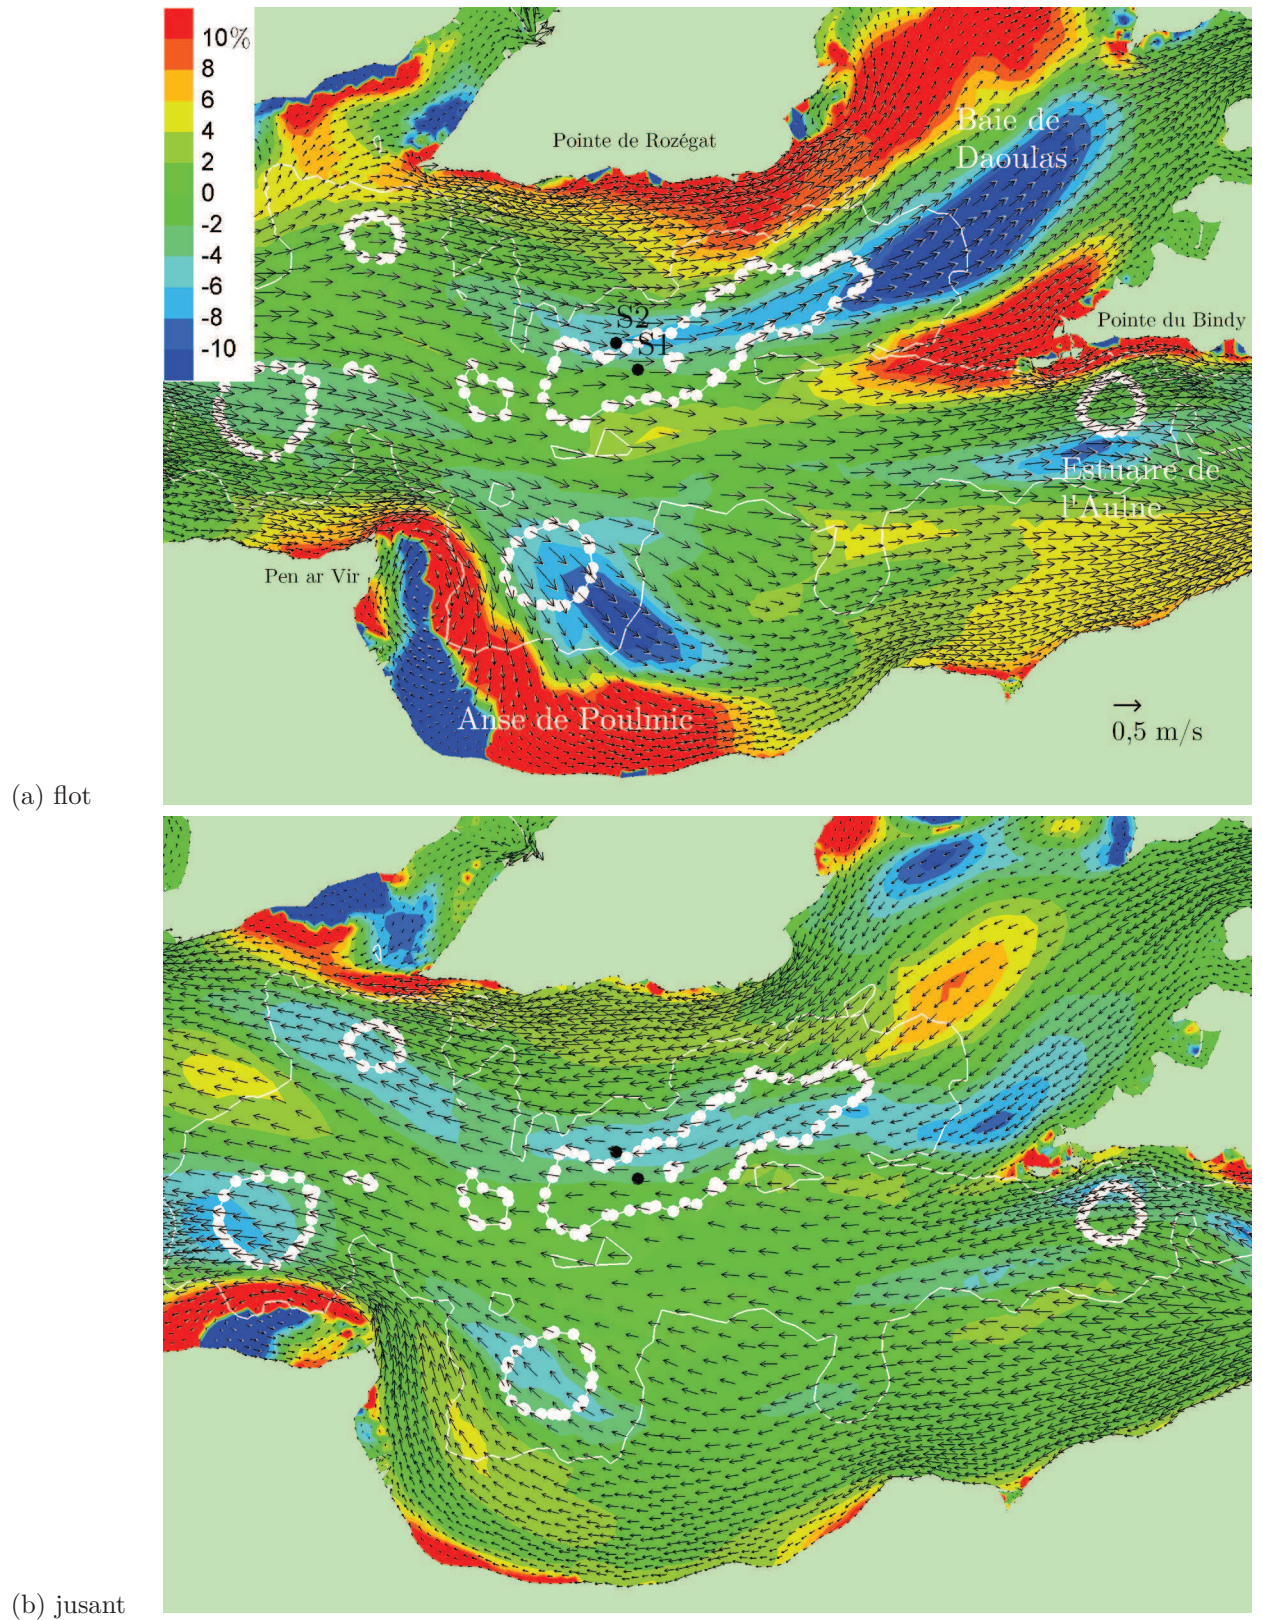 10%
8
6
4
2
0
-2
-4
-6
-8
-10
Pointe de Rozégat
Baie de
Daoulas
S2
S1
Pointe du Bindy
Estuaire de
l'Aulne
Pen ar Vir
Anse de Poulmic
0,5 m/s
(a) flot
(b) jusant